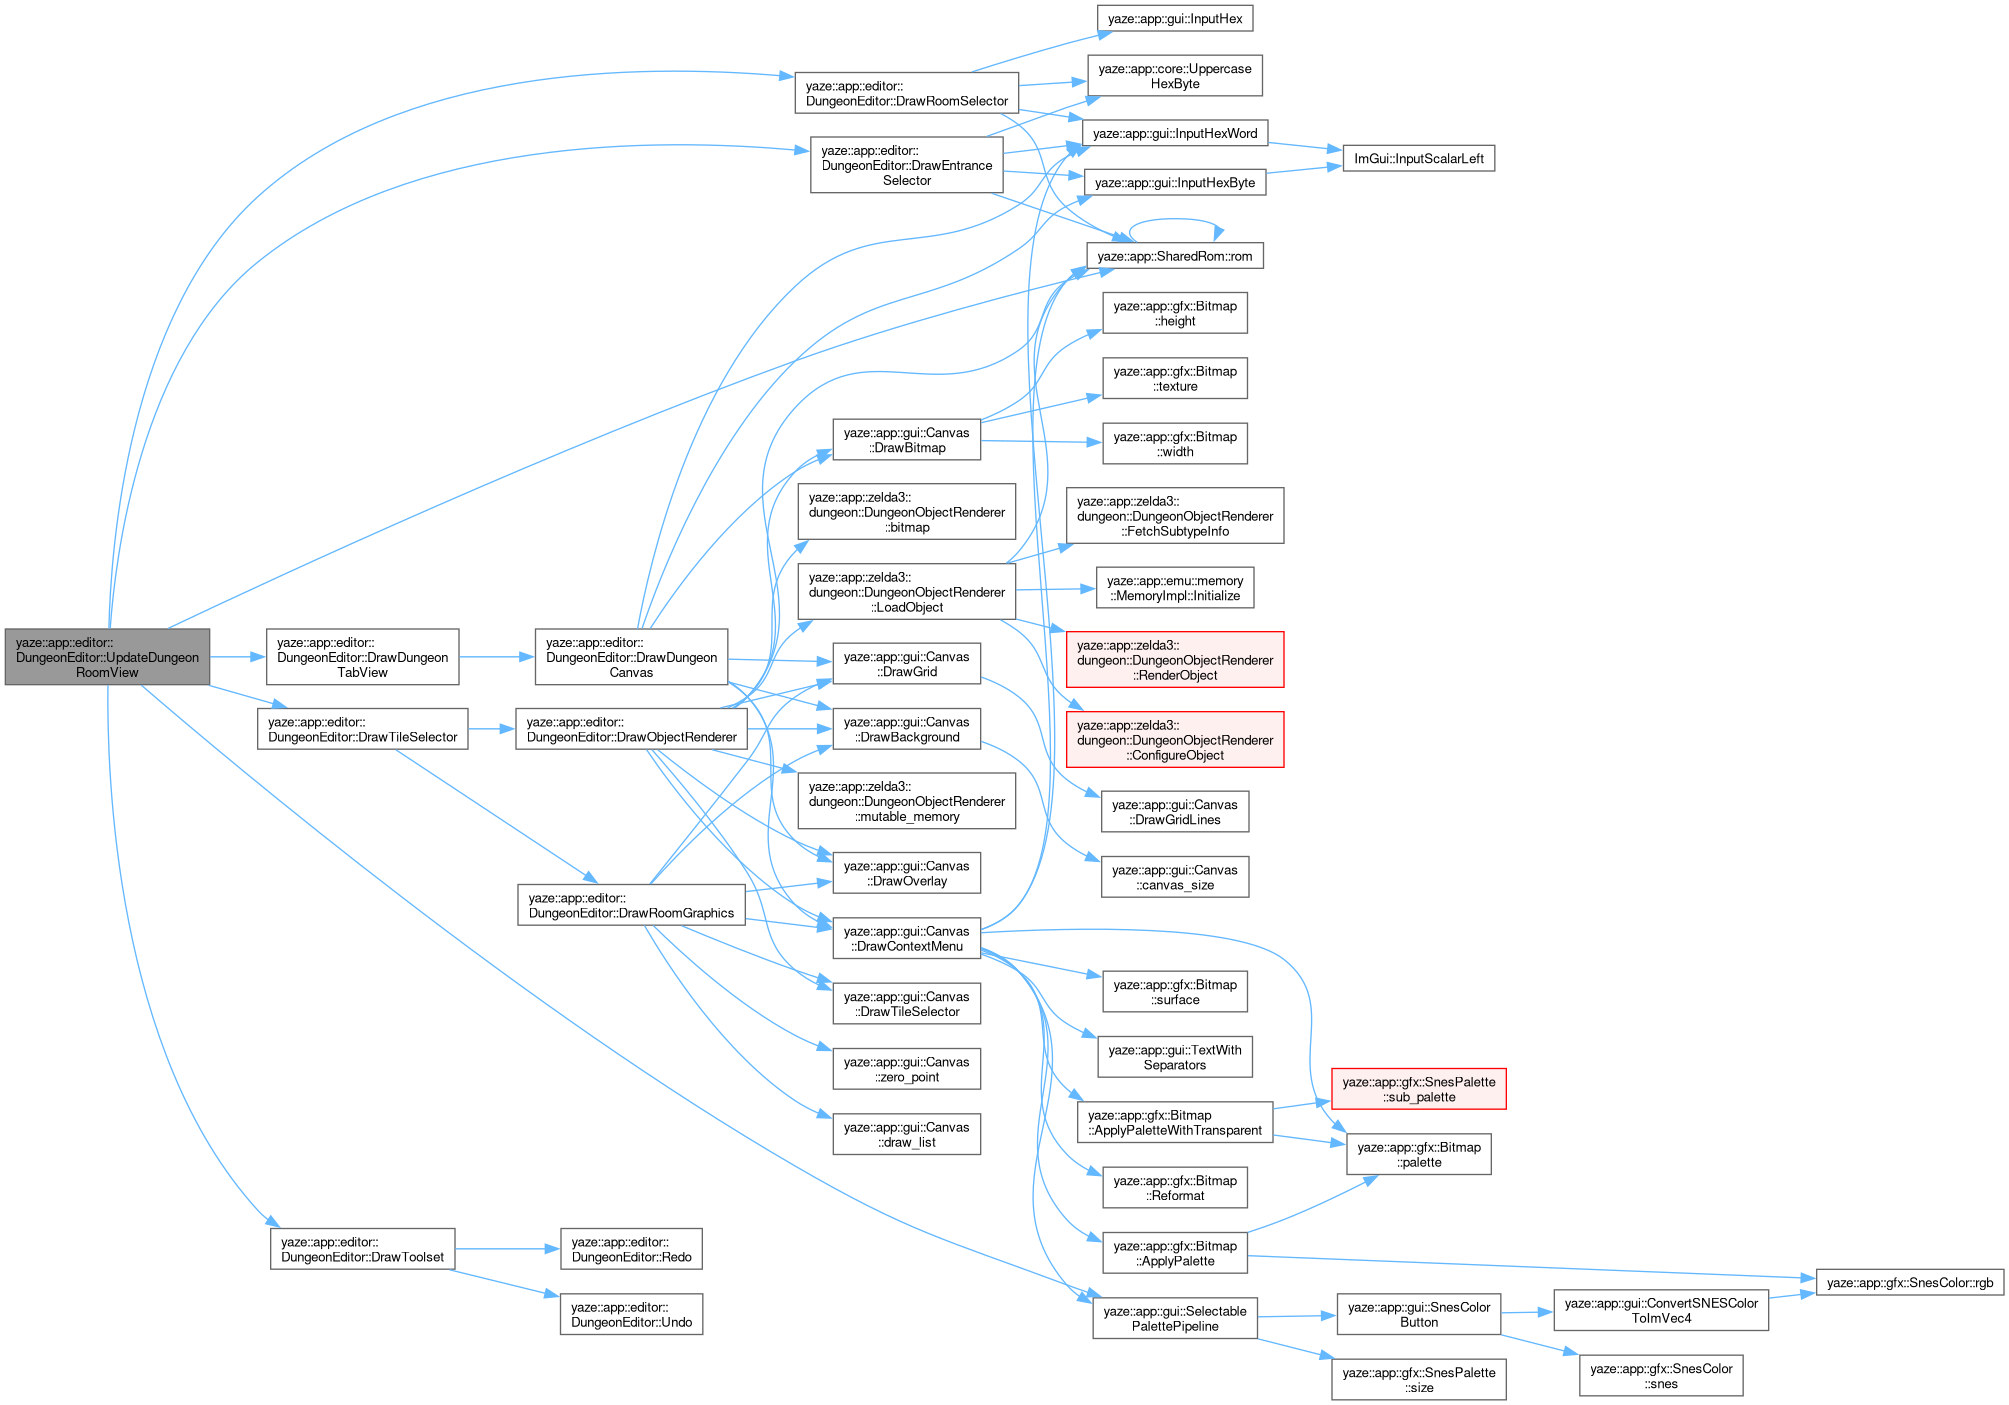 yaze::app::editor::
DungeonEditor::UpdateDungeon
RoomView
yaze::app::editor::
DungeonEditor::DrawDungeon
TabView
yaze::app::editor::
DungeonEditor::DrawTileSelector
yaze::app::editor::
DungeonEditor::DrawToolset
yaze::app::editor::
DungeonEditor::DrawDungeon
Canvas
yaze::app::editor::
DungeonEditor::DrawObjectRenderer
yaze::app::editor::
DungeonEditor::DrawRoomGraphics
yaze::app::editor::
DungeonEditor::Redo
yaze::app::editor::
DungeonEditor::Undo
yaze::app::editor::
DungeonEditor::DrawRoomSelector
yaze::app::editor::
DungeonEditor::DrawEntrance
Selector
yaze::app::gui::Canvas
::DrawBitmap
yaze::app::zelda3::
dungeon::DungeonObjectRenderer
::bitmap
yaze::app::zelda3::
dungeon::DungeonObjectRenderer
::LoadObject
yaze::app::gui::Canvas
::DrawGrid
yaze::app::gui::Canvas
::DrawBackground
yaze::app::zelda3::
dungeon::DungeonObjectRenderer
::mutable_memory
yaze::app::gui::Canvas
::DrawOverlay
yaze::app::gui::Canvas
::DrawContextMenu
yaze::app::gui::Canvas
::DrawTileSelector
yaze::app::gui::Canvas
::zero_point
yaze::app::gui::Canvas
::draw_list
yaze::app::gui::InputHex
yaze::app::core::Uppercase
HexByte
yaze::app::gui::InputHexWord
yaze::app::gui::InputHexByte
yaze::app::SharedRom::rom
yaze::app::gfx::Bitmap
::height
yaze::app::gfx::Bitmap
::texture
yaze::app::gfx::Bitmap
::width
yaze::app::zelda3::
dungeon::DungeonObjectRenderer
::FetchSubtypeInfo
yaze::app::emu::memory
::MemoryImpl::Initialize
yaze::app::zelda3::
dungeon::DungeonObjectRenderer
::RenderObject
yaze::app::zelda3::
dungeon::DungeonObjectRenderer
::ConfigureObject
yaze::app::gui::Canvas
::DrawGridLines
yaze::app::gui::Canvas
::canvas_size
yaze::app::gfx::Bitmap
::surface
yaze::app::gui::TextWith
Separators
yaze::app::gfx::Bitmap
::ApplyPaletteWithTransparent
yaze::app::gfx::Bitmap
::Reformat
yaze::app::gfx::Bitmap
::ApplyPalette
yaze::app::gui::Selectable
PalettePipeline
ImGui::InputScalarLeft
yaze::app::gfx::SnesPalette
::sub_palette
yaze::app::gfx::Bitmap
::palette
yaze::app::gui::SnesColor
Button
yaze::app::gfx::SnesPalette
::size
yaze::app::gui::ConvertSNESColor
ToImVec4
yaze::app::gfx::SnesColor
::snes
yaze::app::gfx::SnesColor::rgb